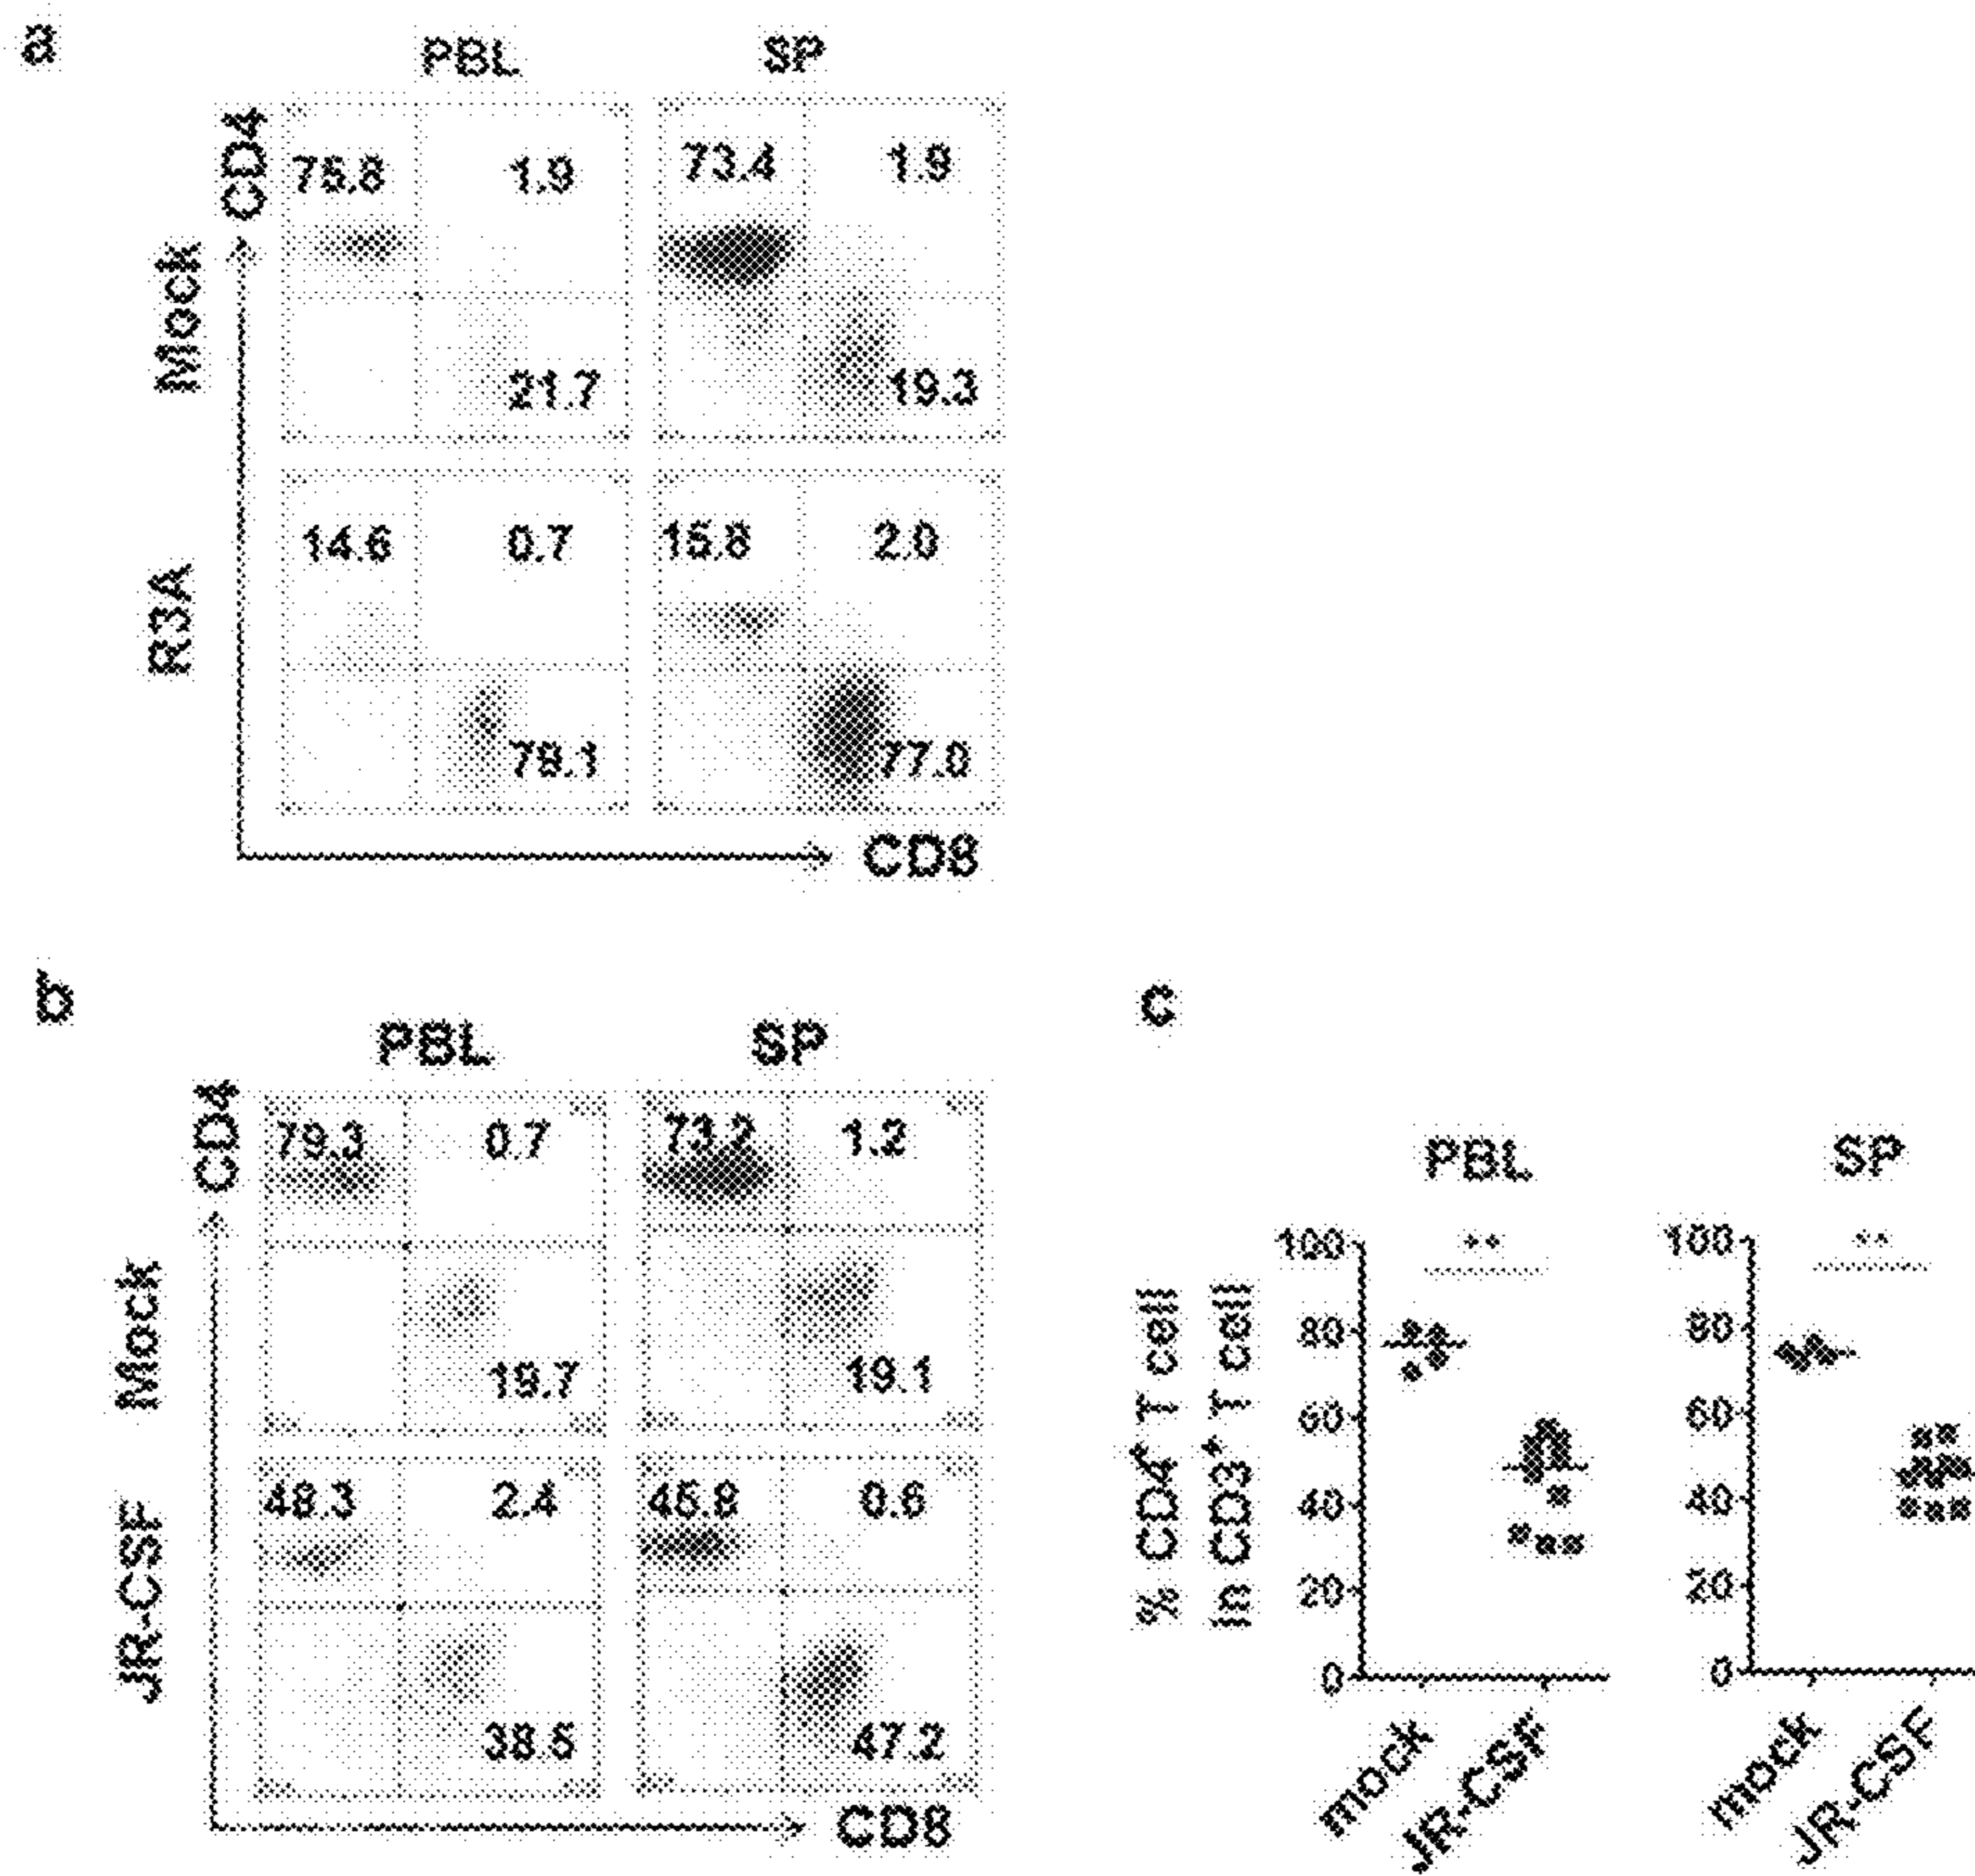 a
PBL SP
CD4
75.8 1.9 73.4 1.9
Mock
21.7 19.3
14.6 0.7 15.8 2.0
R3A
79.1 77.0
CD8
b
PBL SP
CD4
79.3 0.7 73.2 1.2
Mock
19.7 19.1
48.3 2.4 45.8 0.6
JR-CSF
38.5 47.2
CD8
c
PBL SP
** **
% CD4+ T cell
in CD3+ T cell
100 100
80 80
60 60
40 40
20 20
0 0
mock JR-CSF mock JR-CSF